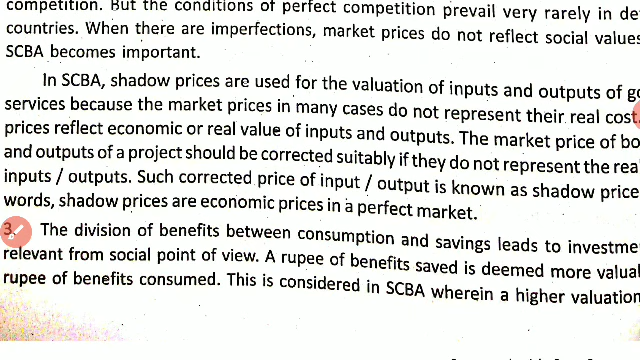 competition. But the conditions of perfect competition prevail very rarely in de
countries. When there are imperfections, market prices do not reflect social values
SCBA becomes important.
In SCBA, shadow prices are used for the valuation of inputs and outputs of go
services because the market prices in many cases do not represent their real cost.
prices reflect economic or real value of inputs and outputs. The market price of bo
and outputs of a project should be corrected suitably if they do not represent the rea
inputs / outputs. Such corrected price of input / output is known as shadow price
words, shadow prices are economic prices in a perfect market.
3. The division of benefits between consumption and savings leads to investme
relevant from social point of view. A rupee of benefits saved is deemed more valual
rupee of benefits consumed. This is considered in SCBA wherein a higher valuation